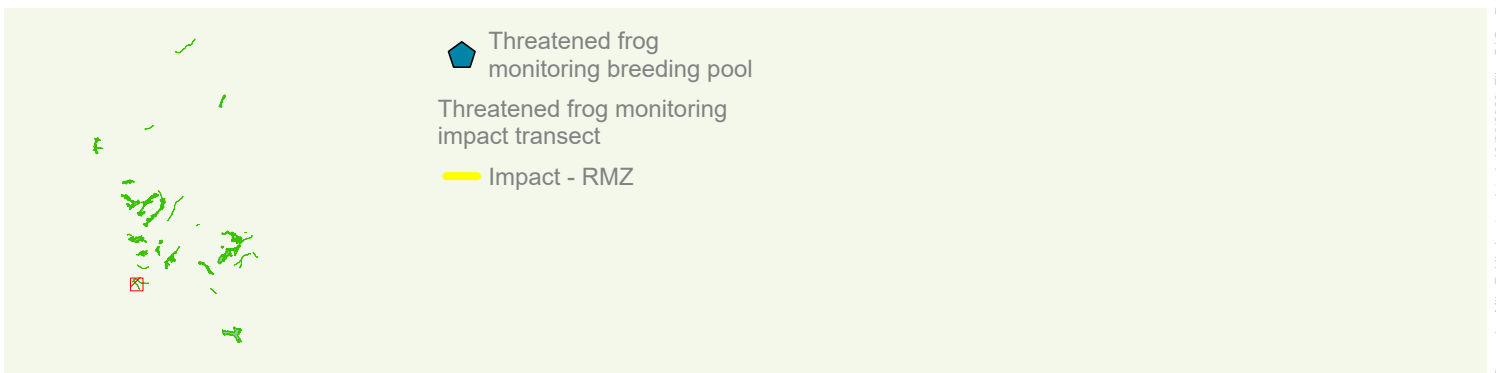 Threatened frog
monitoring breeding pool
Threatened frog monitoring
impact transect
Impact - RMZ